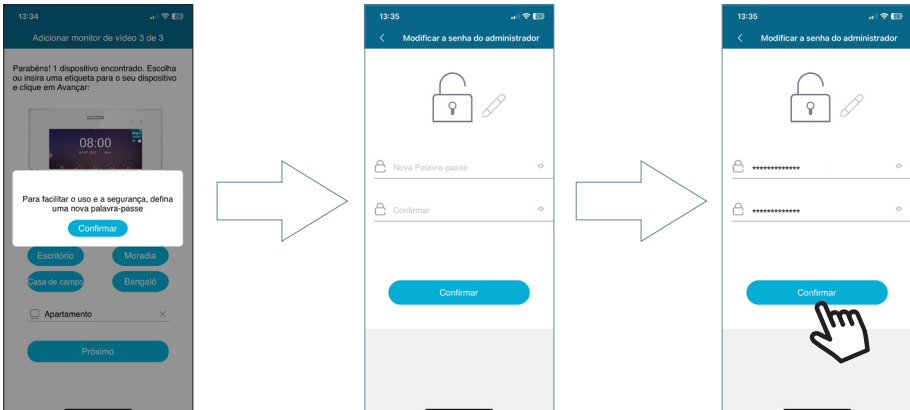 13:34
Adicionar monitor de vídeo 3 de 3
Parabéns! 1 dispositivo encontrado. Escolha
ou insira uma etiqueta para o seu dispositivo
e clique em Avançar:
08:00
Para facilitar o uso e a segurança, defina
uma nova palavra-passe
Confirmar
Escritório
Moradia
Casa de campo
Bangalô
Apartamento
Próximo
13:35
Modificar a senha do administrador
Nova Palavra-passe
Confirmar
Confirmar
13:35
Modificar a senha do administrador
*************
*************
Confirmar